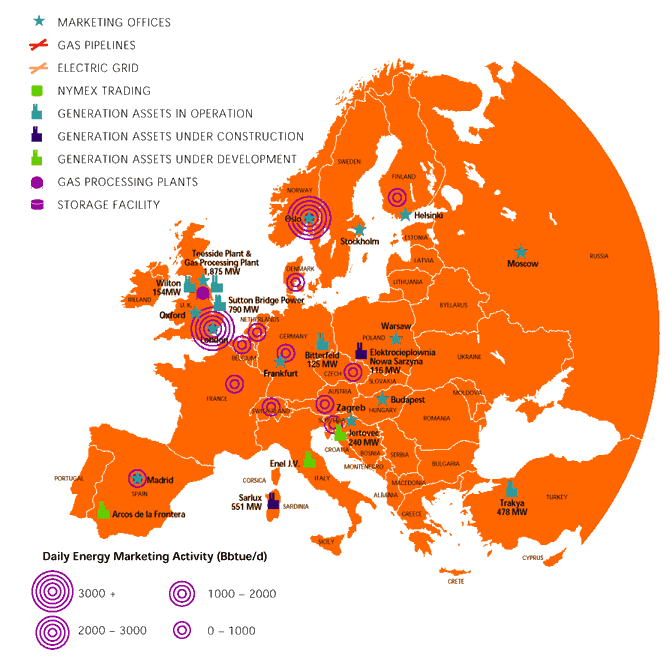 MARKETING OFFICES
GAS PIPELINES
ELECTRIC GRID
NYMEX TRADING
GENERATION ASSETS IN OPERATION
GENERATION ASSETS UNDER CONSTRUCTION
GENERATION ASSETS UNDER DEVELOPMENT
GAS PROCESSING PLANTS
STORAGE FACILITY
SWEDEN
FINLAND
NORWAY
Oslo
Helsinki
Stockholm
ESTONIA
Moscow
RUSSIA
LATVIA
Teesside Plant &
Gas Processing Plant
1,875 MW
DENMARK
LITHUANIA
Wilton
154MW
IRELAND
U.K.
Sutton Bridge Power
790 MW
BYELARUS
Oxford
NETHERLANDS
London
Warsaw
GERMANY
POLAND
BELGIUM
Bitterfeld
125 MW
Elektrocieplownia
Nowa Sarzyna
116 MW
UKRAINE
Frankfurt
CZECH
SLOVAKIA
FRANCE
AUSTRIA
MOLDOVA
Budapest
SWITZERLAND
Zagreb
HUNGARY
ROMANIA
SLOVENIA
Jertovec
240 MW
CROATIA
BOSNIA
SERBIA
Enel J.V.
MONTENEGRO
BULGARIA
ITALY
CORSICA
MACEDONIA
PORTUGAL
Madrid
SPAIN
ALBANIA
Sarlux
551 MW
SARDINIA
Trakya
478 MW
TURKEY
Arcos de la Frontera
GREECE
SICILY
CYPRUS
CRETE
Daily Energy Marketing Activity (Bbtue/d)
3000 +
1000 – 2000
2000 – 3000
0 – 1000